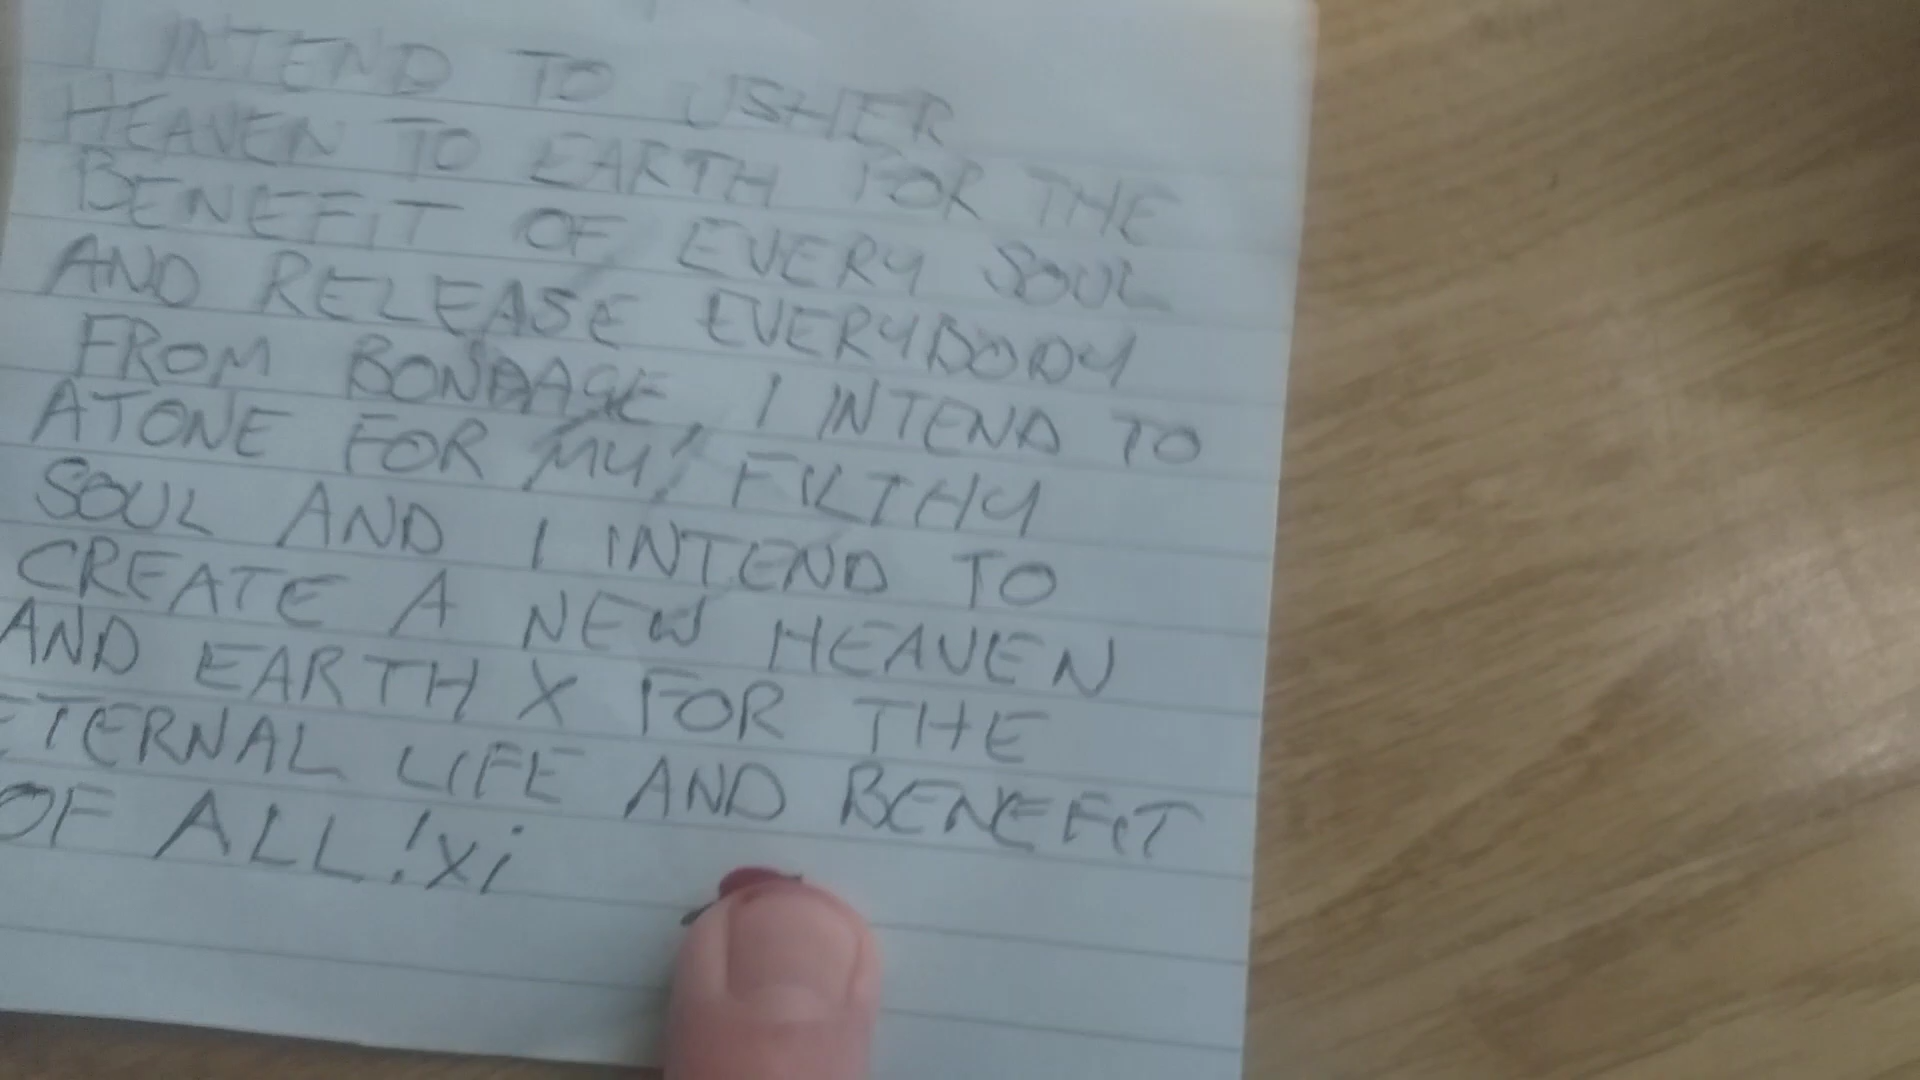 I INTEND TO USHER
HEAVEN TO EARTH FOR THE
BENEFIT OF EVERY SOUL
AND RELEASE EVERYBODY
FROM BONDAGE, I INTEND TO
ATONE FOR MY! FILTHY
SOUL AND I INTEND TO
CREATE A NEW HEAVEN
AND EARTH X FOR THE
ETERNAL LIFE AND BENEFIT
OF ALL!xi